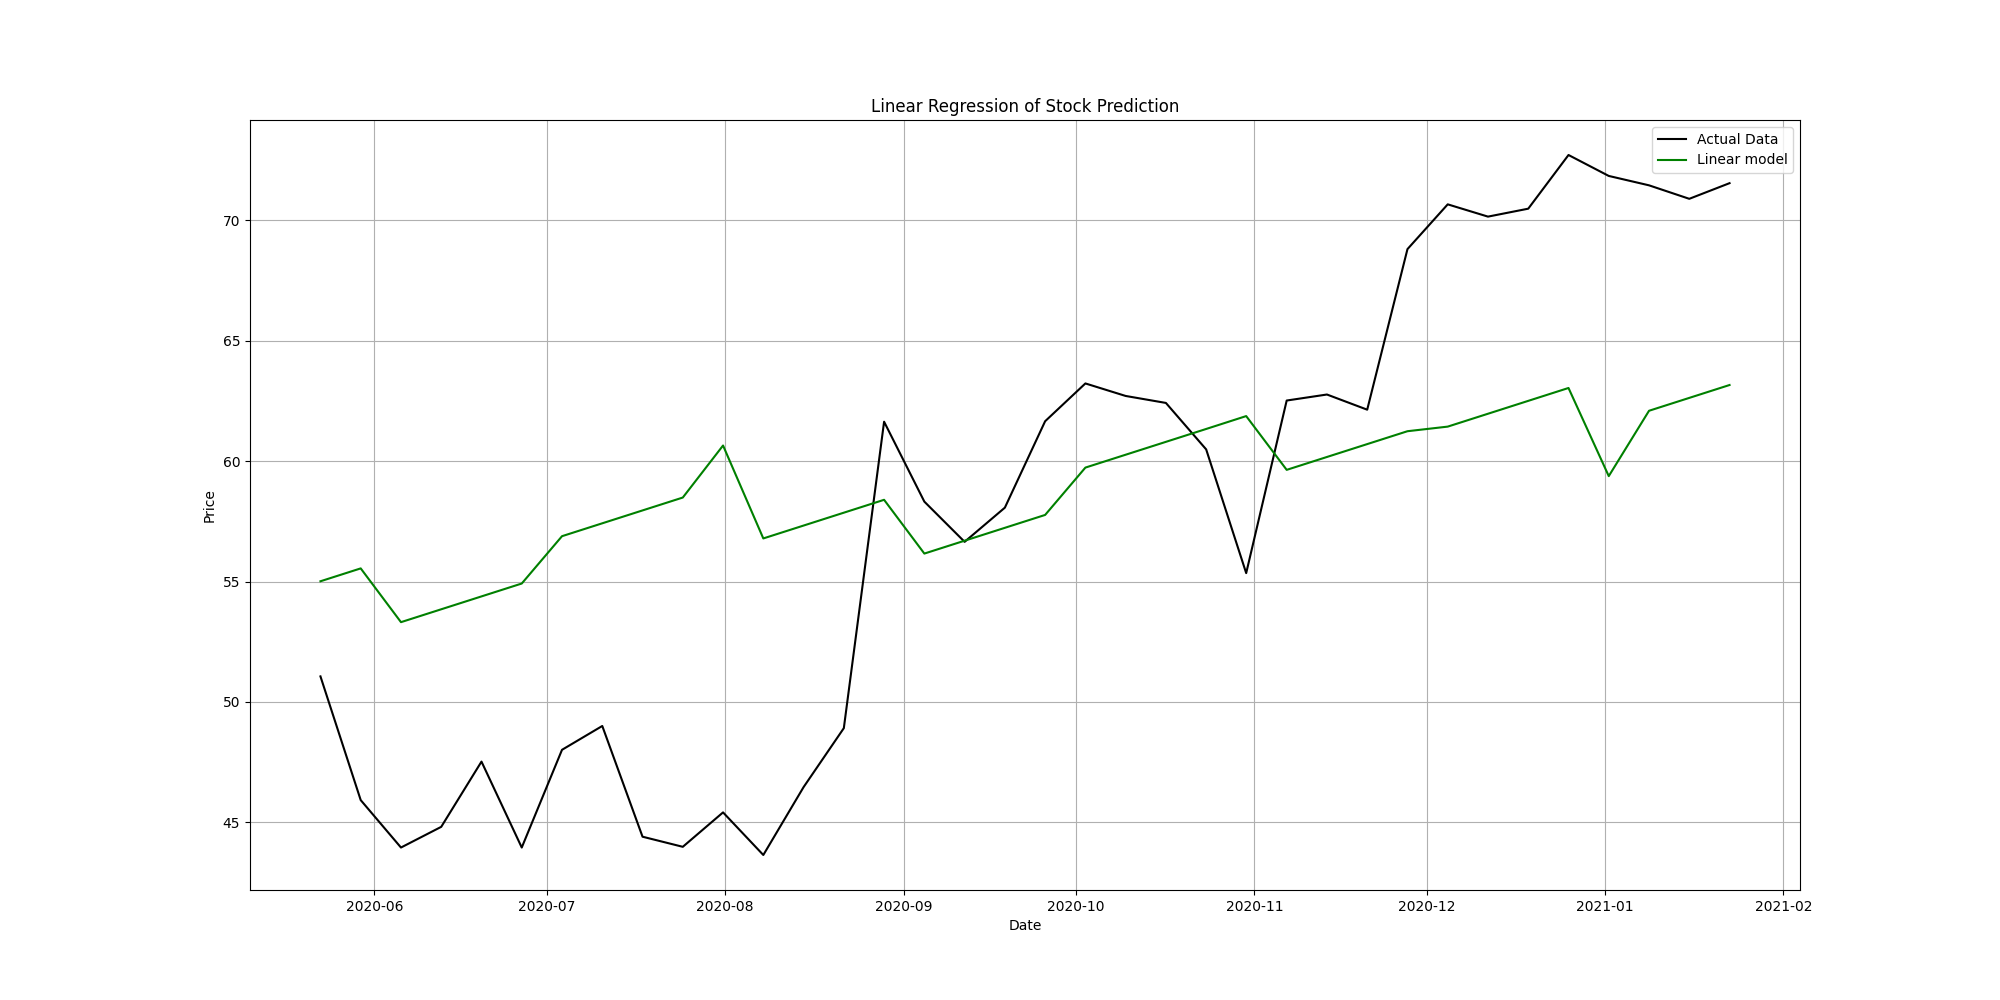 Linear Regression of Stock Prediction
Actual Data
Linear model
Price
70
65
60
55
50
45
2020-06 2020-07 2020-08 2020-09 2020-10 2020-11 2020-12 2021-01 2021-02
Date